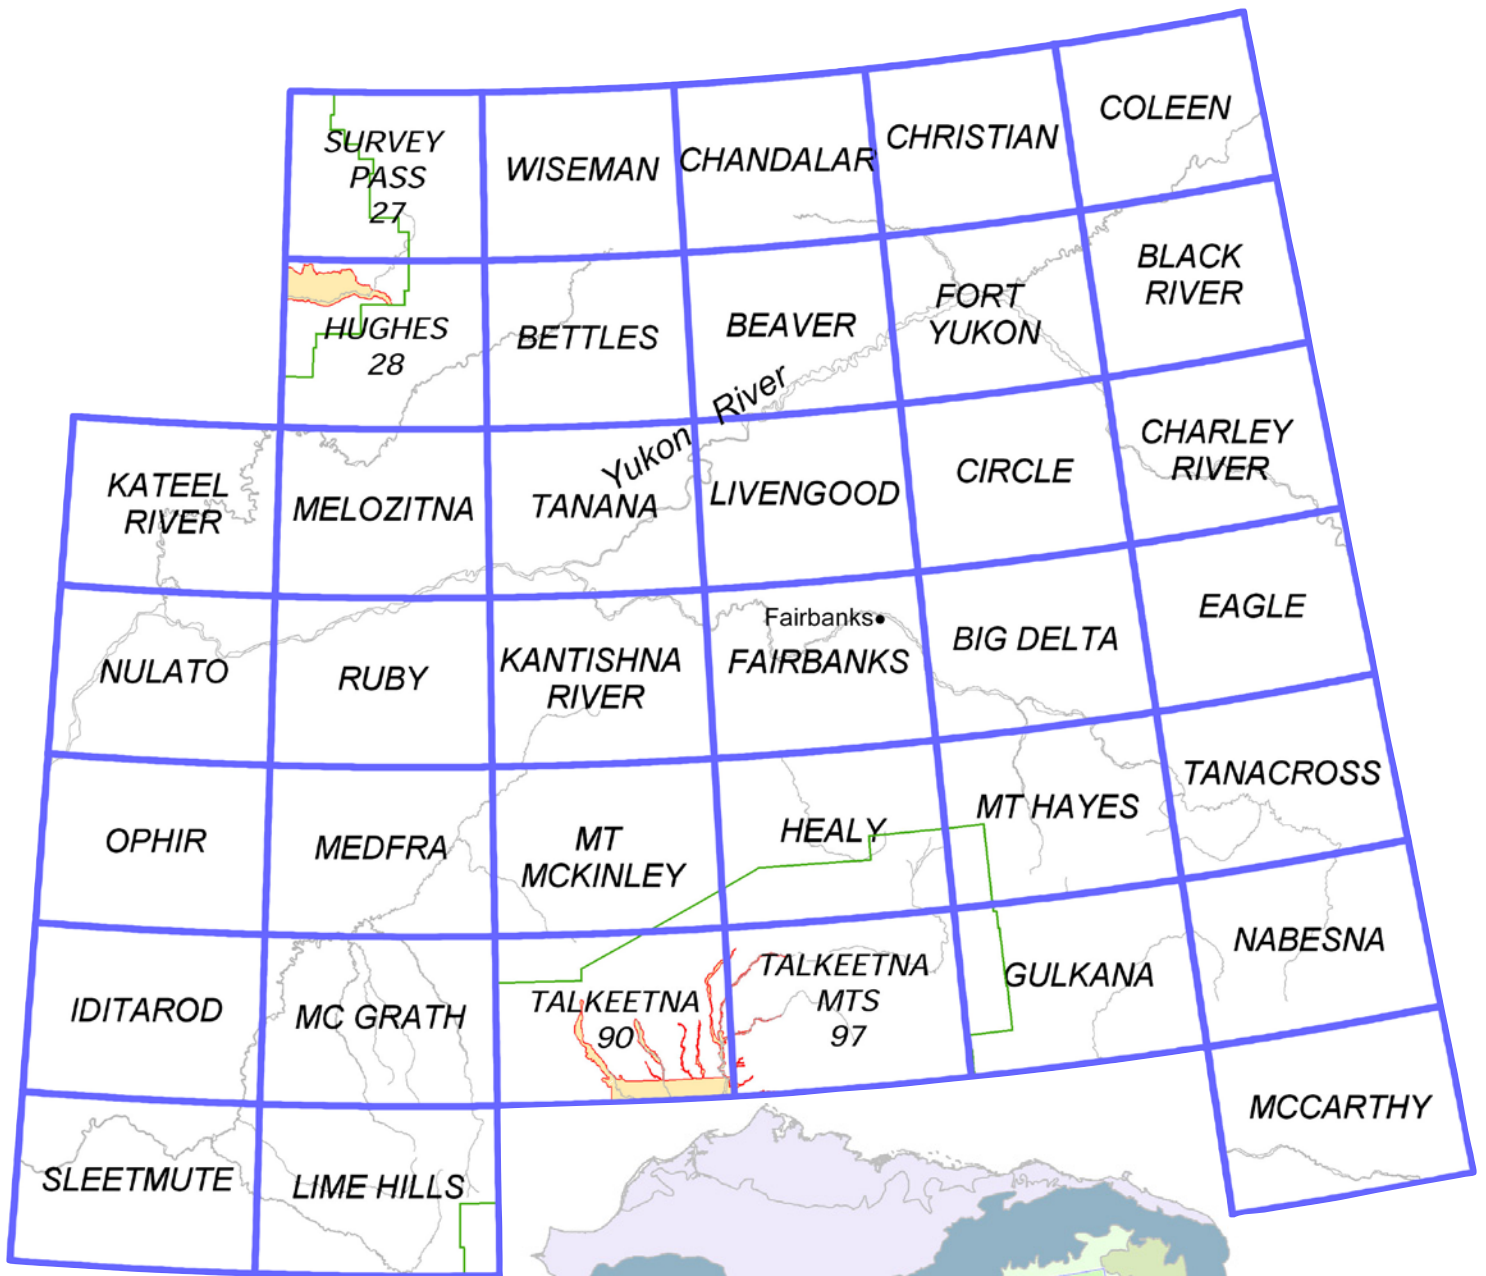 COLEEN
CHRISTIAN
SURVEY
PASS
27
WISEMAN
CHANDALAR
BLACK
RIVER
FORT
YUKON
HUGHES
28
BETTLES
BEAVER
Yukon River
KATEEL
RIVER
MELOZITNA
TANANA
LIVENGOOD
CIRCLE
CHARLEY
RIVER
NULATO
RUBY
KANTISHNA
RIVER
Fairbanks
FAIRBANKS
BIG DELTA
EAGLE
OPHIR
MEDFRA
MT
MCKINLEY
HEALY
MT HAYES
TANACROSS
IDITAROD
MC GRATH
TALKEETNA
90
TALKEETNA
MTS
97
GULKANA
NABESNA
SLEETMUTE
LIME HILLS
MCCARTHY